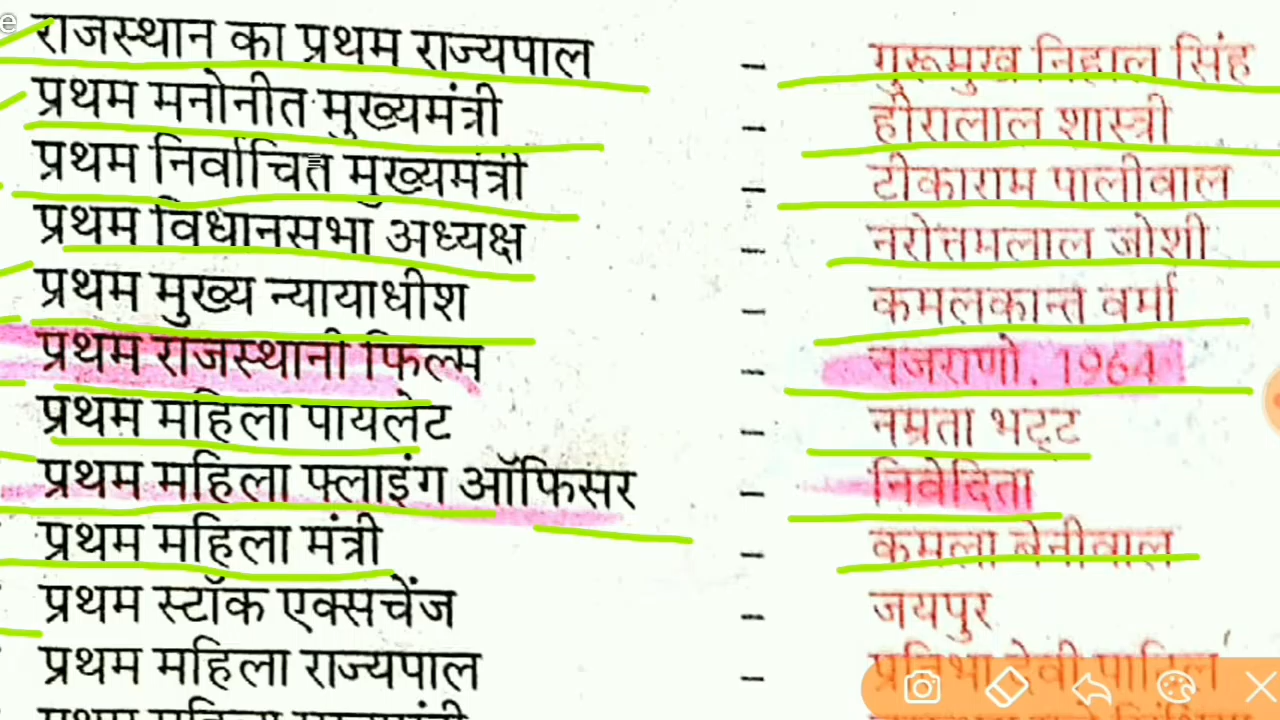 e
राजस्थान का प्रथम राज्यपाल - गुरूमुख निहाल सिंह
प्रथम मनोनीत मुख्यमंत्री - हीरालाल शास्त्री
प्रथम निर्वाचित मुख्यमंत्री - टीकाराम पालीवाल
प्रथम विधानसभा अध्यक्ष - नरोत्तमलाल जोशी
प्रथम मुख्य न्यायाधीश - कमलकान्त वर्मा
प्रथम राजस्थानी फिल्म - नजराणो. 1964
प्रथम महिला पायलेट - नम्रता भट्ट
प्रथम महिला फ्लाइंग ऑफिसर - निवेदिता
प्रथम महिला मंत्री - कमला बेनीवाल
प्रथम स्टॉक एक्सचेंज - जयपुर
प्रथम महिला राज्यपाल - प्रतिभा देवी पाटिल